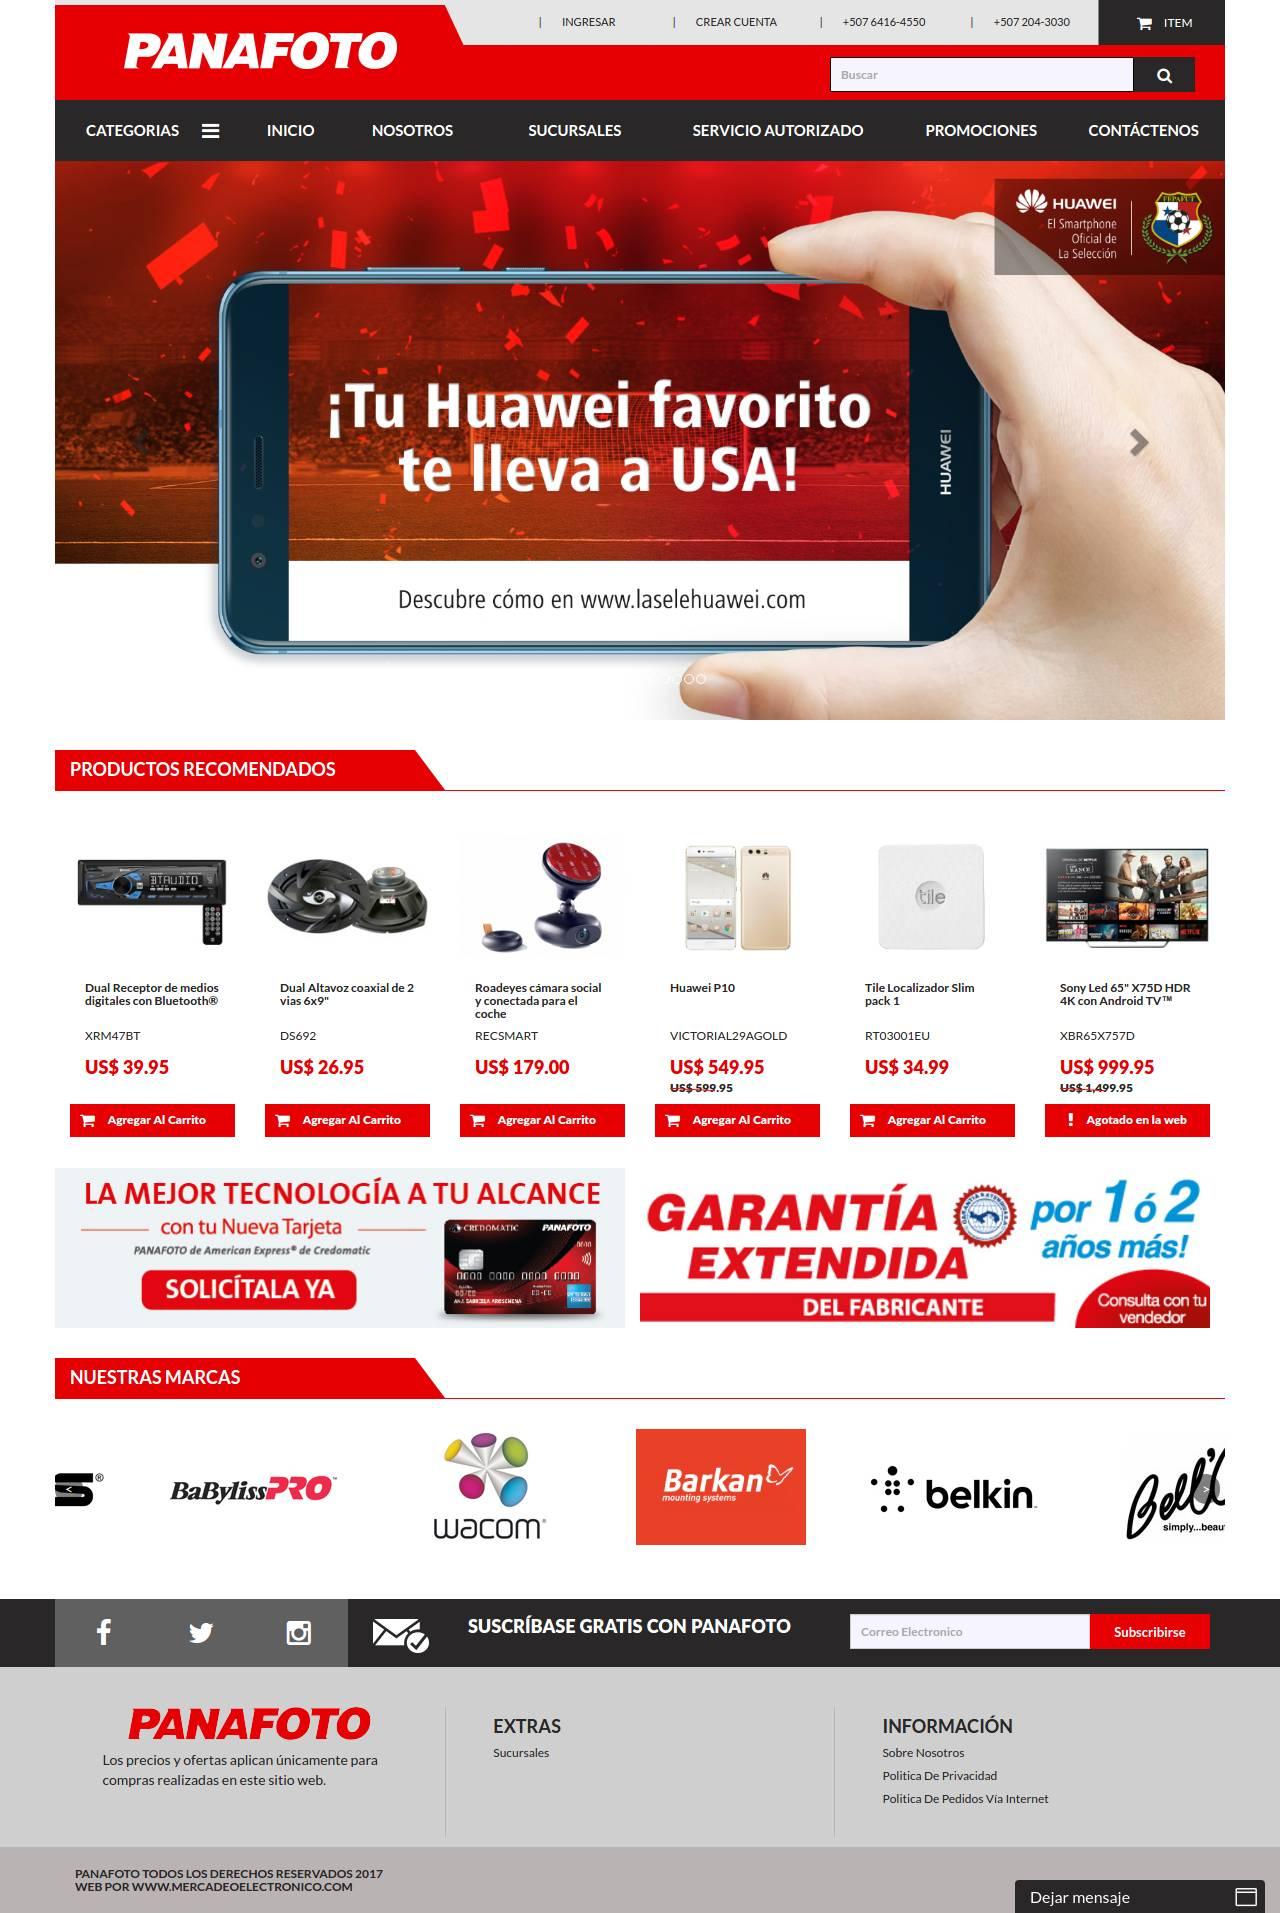 PANAFOTO
| INGRESAR | CREAR CUENTA | +507 6416-4550 | +507 204-3030 ITEM
Buscar
CATEGORIAS INICIO NOSOTROS SUCURSALES SERVICIO AUTORIZADO PROMOCIONES CONTÁCTENOS
HUAWEI
El Smartphone
Oficial de
La Selección
FEPAFUT
¡Tu Huawei favorito
te lleva a USA!
HUAWEI
Descubre cómo en www.laselehuawei.com
PRODUCTOS RECOMENDADOS
BTAUDIO
tile
NETFLIX
Dual Receptor de medios
digitales con Bluetooth®
XRM47BT
US$ 39.95
Agregar Al Carrito
Dual Altavoz coaxial de 2
vias 6x9"
DS692
US$ 26.95
Agregar Al Carrito
Roadeyes cámara social
y conectada para el
coche
RECSMART
US$ 179.00
Agregar Al Carrito
Huawei P10
VICTORIAL29AGOLD
US$ 549.95
US$ 599.95
Agregar Al Carrito
Tile Localizador Slim
pack 1
RT03001EU
US$ 34.99
Agregar Al Carrito
Sony Led 65" X75D HDR
4K con Android TV™
XBR65X757D
US$ 999.95
US$ 1,499.95
Agotado en la web
LA MEJOR TECNOLOGÍA A TU ALCANCE
con tu Nueva Tarjeta
PANAFOTO de American Express® de Credomatic
SOLICÍTALA YA
CREDOMATIC PANAFOTO
GARANTÍA
EXTENDIDA
DEL FABRICANTE
por 1 ó 2
años más!
Consulta con tu
vendedor
NUESTRAS MARCAS
S®
<
BaBylissPRO™
wacom®
Barkan
mounting systems
belkin
Bell'
simply...beau
>
SUSCRÍBASE GRATIS CON PANAFOTO
Correo Electronico
Subscribirse
PANAFOTO
Los precios y ofertas aplican únicamente para
compras realizadas en este sitio web.
EXTRAS
Sucursales
INFORMACIÓN
Sobre Nosotros
Politica De Privacidad
Politica De Pedidos Vía Internet
PANAFOTO TODOS LOS DERECHOS RESERVADOS 2017
WEB POR WWW.MERCADOELECTRONICO.COM
Dejar mensaje